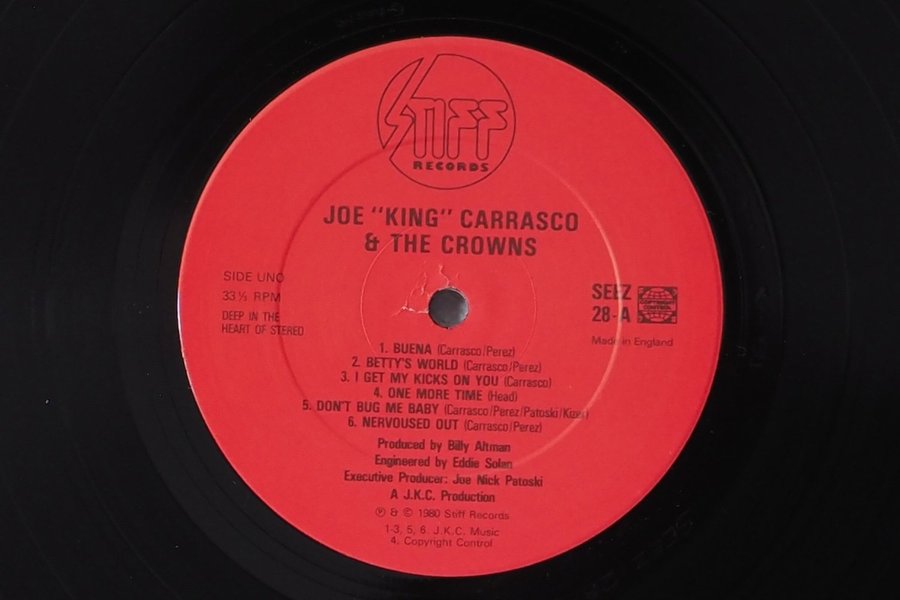 STIFF
RECORDS
JOE "KING" CARRASCO
& THE CROWNS
SIDE UNO
33⅓ RPM
DEEP IN THE
HEART OF STEREO
SEEZ
28-A
COPYRIGHT
CONTROL
Made in England
1. BUENA (Carrasco/Perez)
2. BETTY'S WORLD (Carrasco/Perez)
3. I GET MY KICKS ON YOU (Carrasco)
4. ONE MORE TIME (Head)
5. DON'T BUG ME BABY (Carrasco/Perez/Patoski/Kizer)
6. NERVOUSED OUT (Carrasco/Perez)
Produced by Billy Altman
Engineered by Eddie Solan
Executive Producer: Joe Nick Patoski
A J.K.C. Production
℗ & © 1980 Stiff Records
1-3, 5, 6. J.K.C. Music
4. Copyright Control